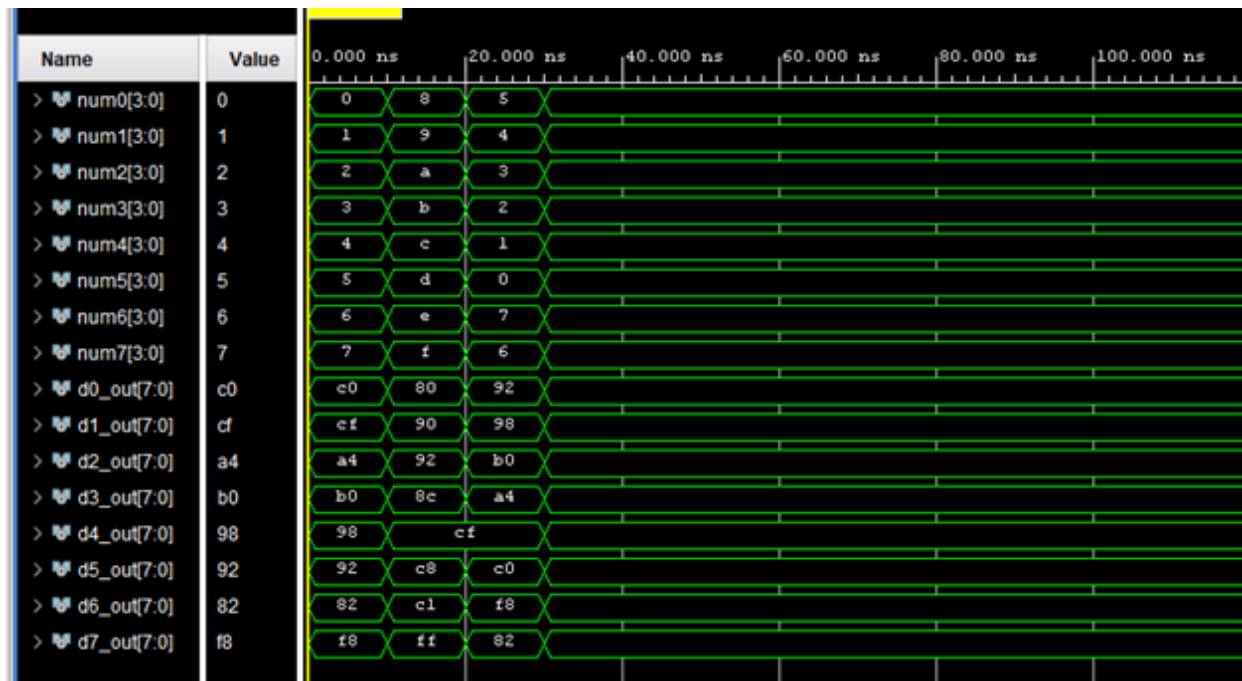 Name Value 0.000 ns 20.000 ns 40.000 ns 60.000 ns 80.000 ns 100.000 ns
> num0[3:0] 0 0 8 5
> num1[3:0] 1 1 9 4
> num2[3:0] 2 2 a 3
> num3[3:0] 3 3 b 2
> num4[3:0] 4 4 c 1
> num5[3:0] 5 5 d 0
> num6[3:0] 6 6 e 7
> num7[3:0] 7 7 f 6
> d0_out[7:0] c0 c0 80 92
> d1_out[7:0] cf cf 90 98
> d2_out[7:0] a4 a4 92 b0
> d3_out[7:0] b0 b0 8c a4
> d4_out[7:0] 98 98 cf
> d5_out[7:0] 92 92 c8 c0
> d6_out[7:0] 82 82 c1 f8
> d7_out[7:0] f8 f8 ff 82